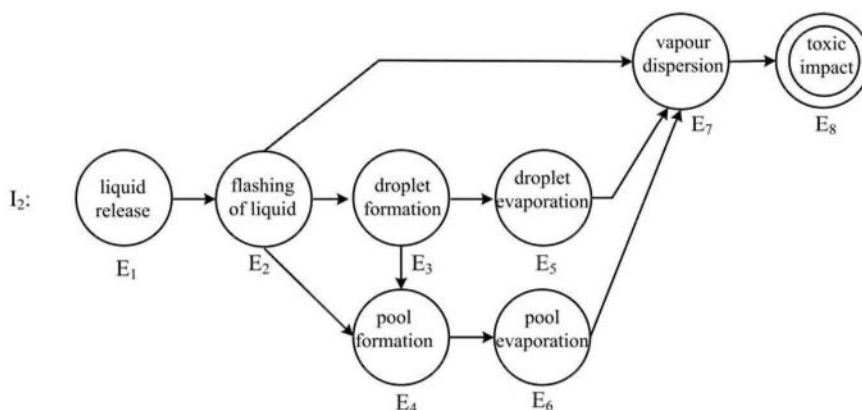 vapour
dispersion
toxic
impact
E₇
E₈
I₂:
liquid
release
flashing
of liquid
droplet
formation
droplet
evaporation
E₁
E₂
E₃
E₅
pool
formation
pool
evaporation
E₄
E₆